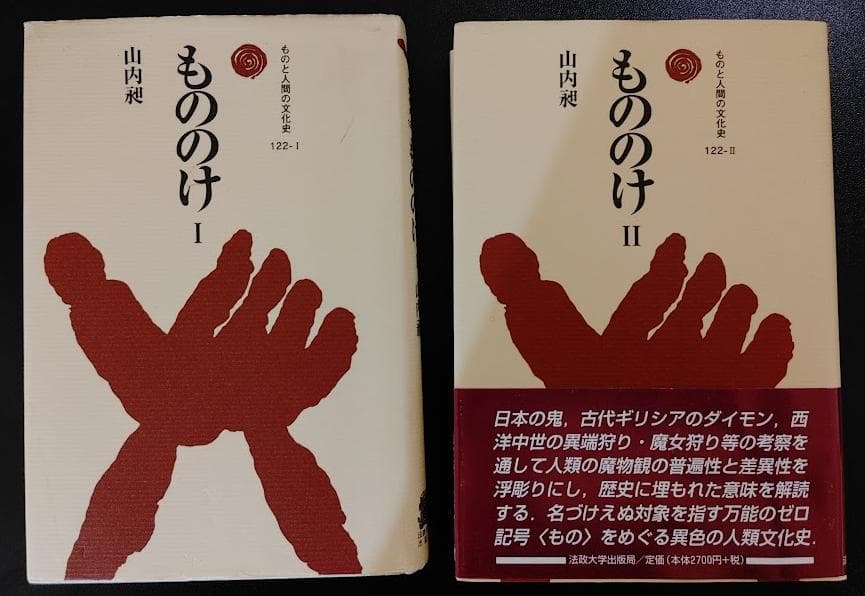 ものと人間の文化史
122-I
もののけ I
山内昶
ものと人間の文化史
122-II
もののけ II
山内昶
日本の鬼，古代ギリシアのダイモン，西
洋中世の異端狩り・魔女狩り等の考察を
通して人類の魔物観の普遍性と差異性を
浮彫りにし，歴史に埋もれた意味を解読
する．名づけえぬ対象を指す万能のゼロ
記号〈もの〉をめぐる異色の人類文化史．
法政大学出版局／定価（本体2700円+税）